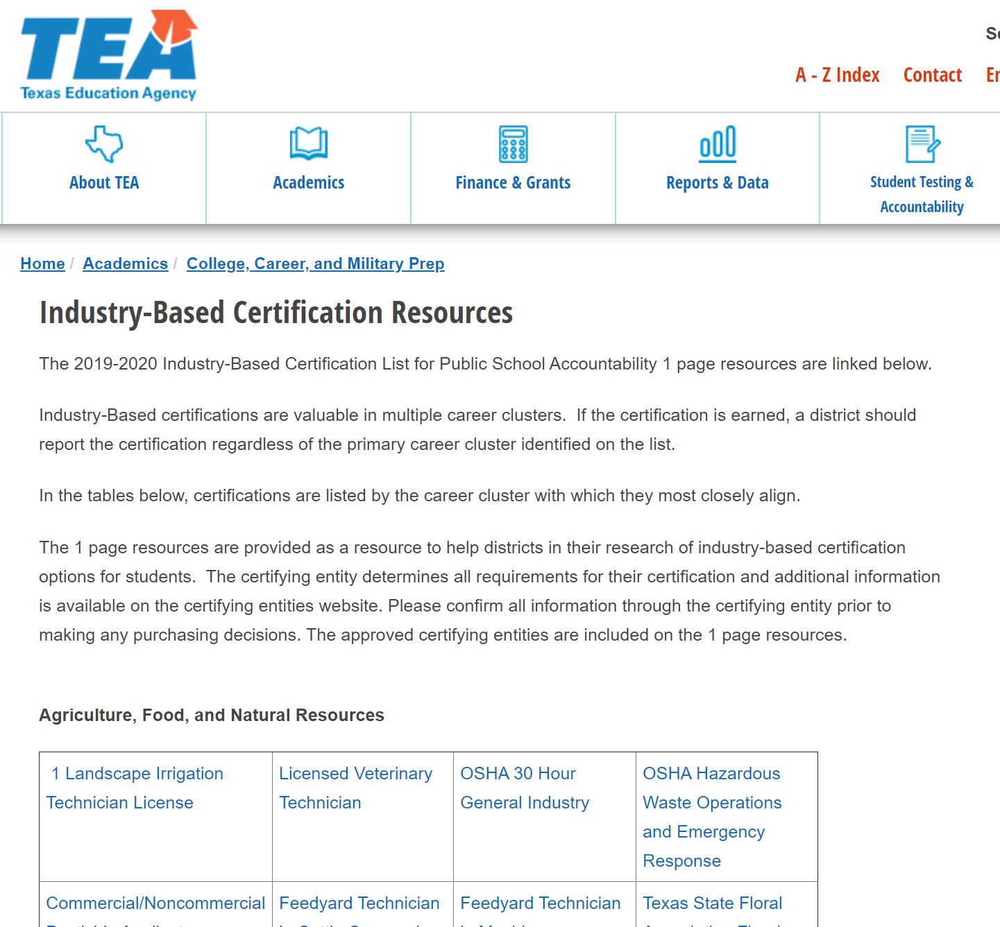 TEA
Texas Education Agency
A - Z Index Contact
About TEA
Academics
Finance & Grants
Reports & Data
Student Testing &
Accountability
Home / Academics / College, Career, and Military Prep
Industry-Based Certification Resources
The 2019-2020 Industry-Based Certification List for Public School Accountability 1 page resources are linked below.
Industry-Based certifications are valuable in multiple career clusters.  If the certification is earned, a district should
report the certification regardless of the primary career cluster identified on the list.
In the tables below, certifications are listed by the career cluster with which they most closely align.
The 1 page resources are provided as a resource to help districts in their research of industry-based certification
options for students.  The certifying entity determines all requirements for their certification and additional information
is available on the certifying entities website. Please confirm all information through the certifying entity prior to
making any purchasing decisions. The approved certifying entities are included on the 1 page resources.
Agriculture, Food, and Natural Resources
1 Landscape Irrigation
Technician License
Licensed Veterinary
Technician
OSHA 30 Hour
General Industry
OSHA Hazardous
Waste Operations
and Emergency
Response
Commercial/Noncommercial
Feedyard Technician
Feedyard Technician
Texas State Floral